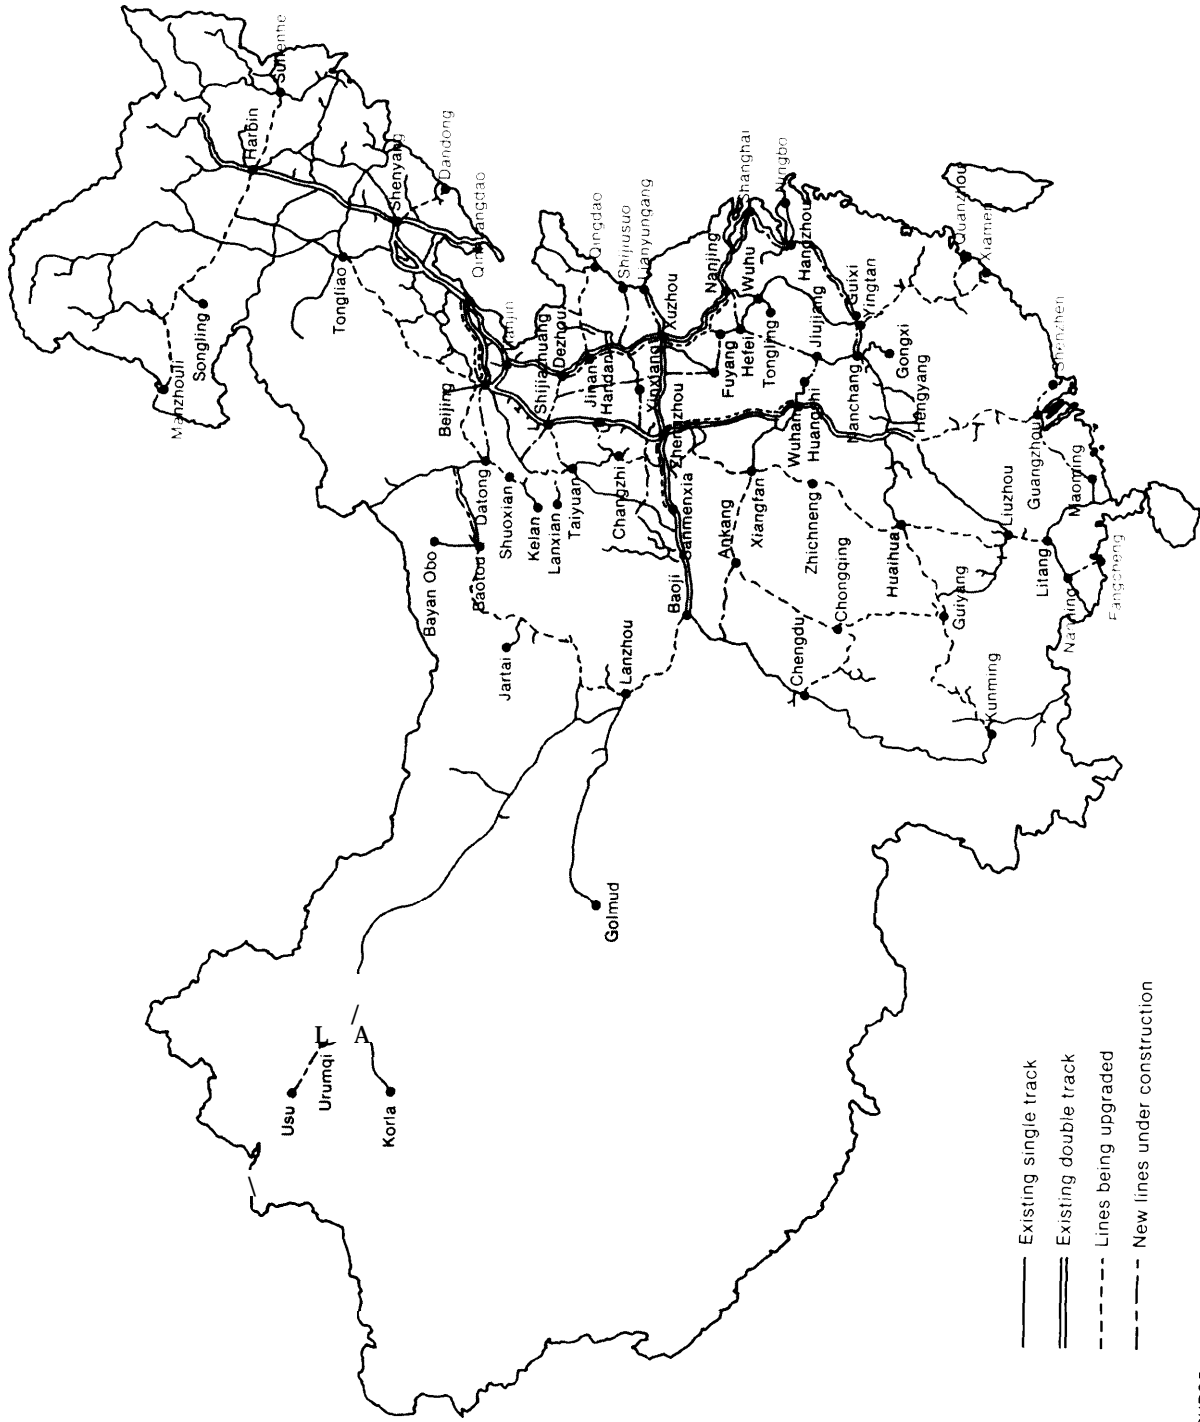 Manzhouli
Songling
Harbin
Suifenhe
Tongliao
Shenyang
Dandong
Beijing
Tianjin
Qingdao
Shijiusuo
Lianyungang
Shijiazhuang
Dezhou
Jinan
Handan
Xinxiang
Xuzhou
Zhengzhou
Bayan Obo
Baotou
Datong
Shuoxian
Kelan
Lanxian
Taiyuan
Changzhi
Sanmenxia
Jartai
Lanzhou
Baoji
Ankang
Xiangfan
Zhicheng
Nanjing
Shanghai
Wuhu
Ningbo
Hangzhou
Fuyang
Hefei
Tongling
Jiujiang
Guixi
Yingtan
Wuhan
Huangshi
Nanchang
Gongxi
Hengyang
Quanzhou
Xiamen
Shenzhen
Guangzhou
Maoming
Chengdu
Chongqing
Huaihua
Guiyang
Liuzhou
Litang
Nanning
Fangcheng
Kunming
Golmud
Usu
Urumqi
L A
Korla
Existing single track
Existing double track
Lines being upgraded
New lines under construction